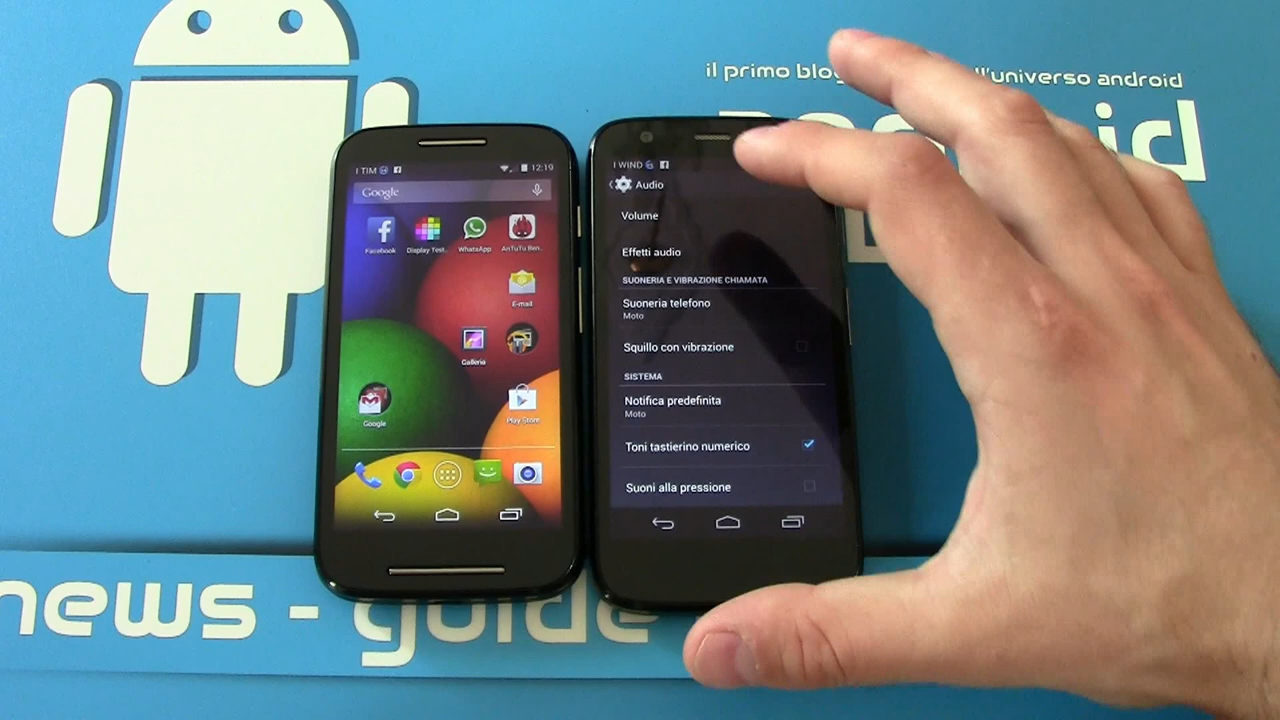 il primo blog
ll'universo android
id
news - guide
I TIM
12:19
Google
Facebook
Display Test..
WhatsApp
AnTuTu Ben..
E-mail
Galleria
Google
Play Store
I WIND
Audio
Volume
Effetti audio
SUONERIA E VIBRAZIONE CHIAMATA
Suoneria telefono
Moto
Squillo con vibrazione
SISTEMA
Notifica predefinita
Moto
Toni tastierino numerico
Suoni alla pressione